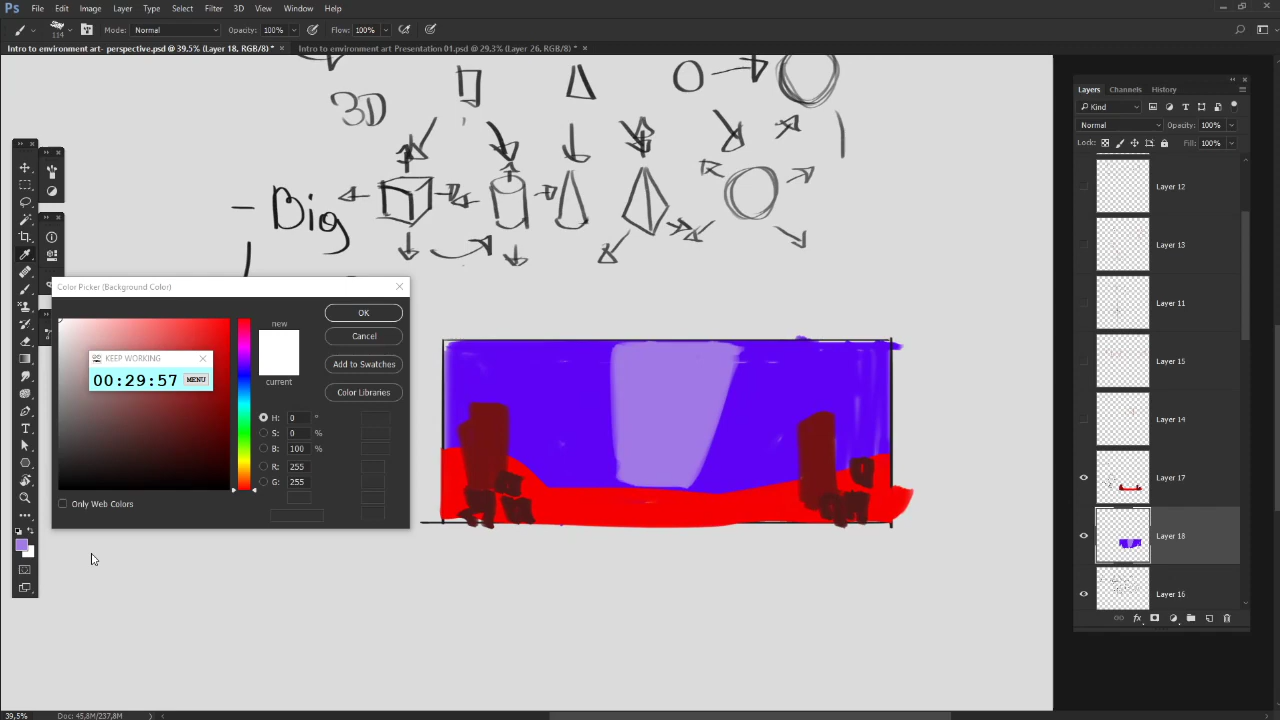 Ps File Edit Image Layer Type Select Filter 3D View Window Help
114 Mode: Normal Opacity: 100% Flow: 100%
Intro to environment art- perspective.psd @ 39.5% (Layer 18, RGB/8) * × Intro to environment art Presentation 01.psd @ 29.3% (Layer 26, RGB/8) * ×
3D
- Big
Color Picker (Background Color)
new
current
OK
Cancel
Add to Swatches
Color Libraries
KEEP WORKING
00:29:57 MENU
H: 0 °
S: 0 %
B: 100 %
R: 255
G: 255
Only Web Colors
Layers Channels History
Kind
Normal Opacity: 100%
Lock: Fill: 100%
Layer 12
Layer 13
Layer 11
Layer 15
Layer 14
Layer 17
Layer 18
Layer 16
fx
39,5% Doc: 45,8M/237,8M